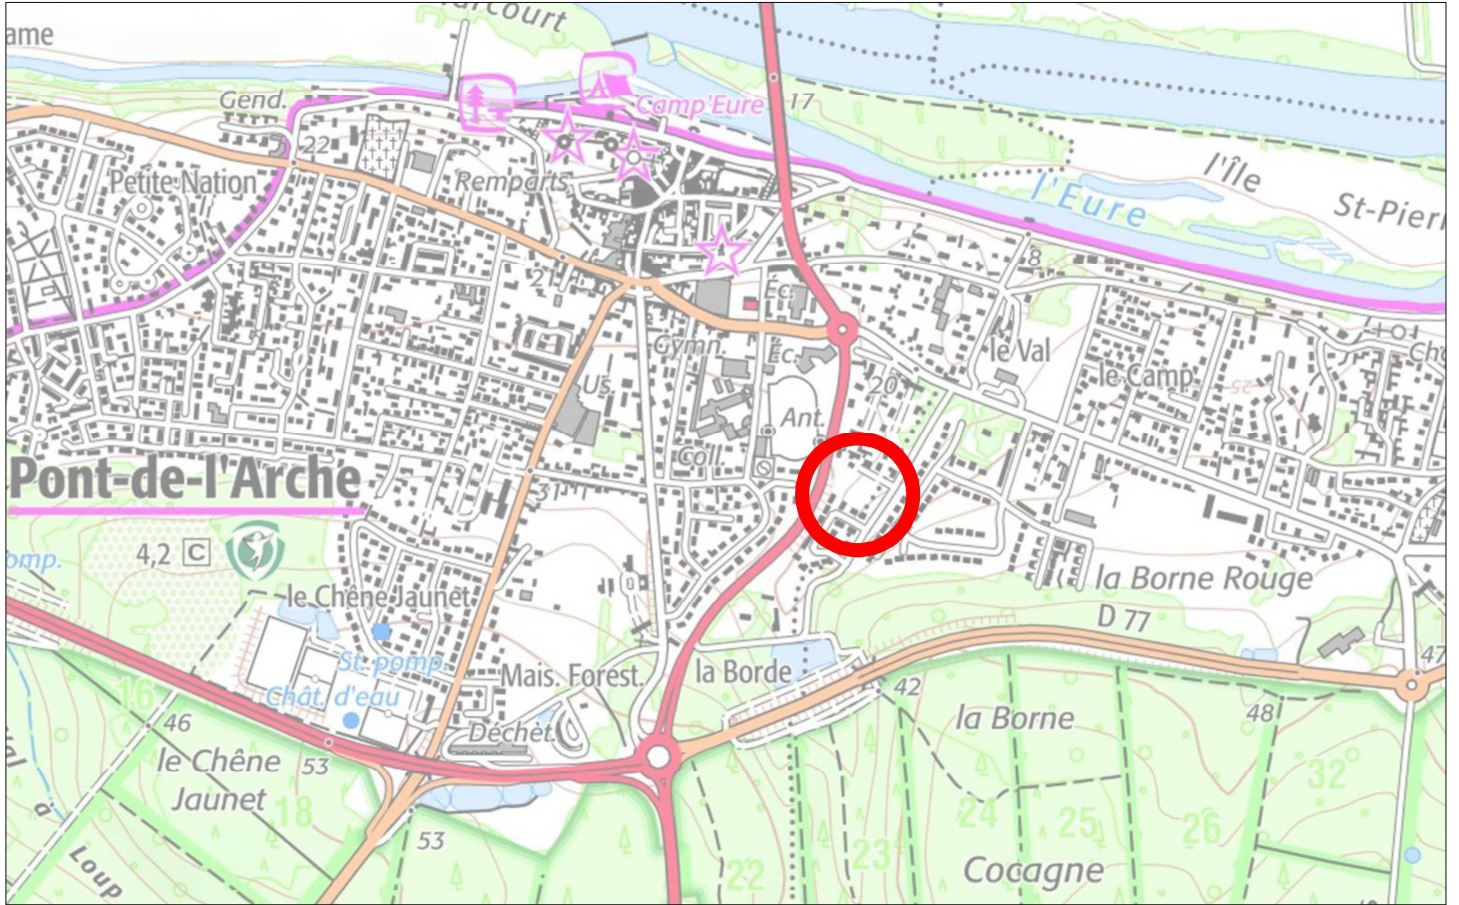 ame
Gend.
Camp'Eure
17
22
Petite Nation
Remparts
l'Île
l'Eure
St-Pierr
8
21
Éc.
Gymn.
Éc.
le Val
Us.
20
le Camp
25
Ant.
Pont-de-l'Arche
Coll.
31
4,2 C
omp.
le Chêne Jaunet
la Borne Rouge
D 77
St. pomp.
Mais. Forest.
la Borde
47
16
Chât. d'eau
42
46
Déchet.
la Borne
48
le Chêne
Jaunet
53
32
18
53
24
25
26
23
22
Loup
Cocagne